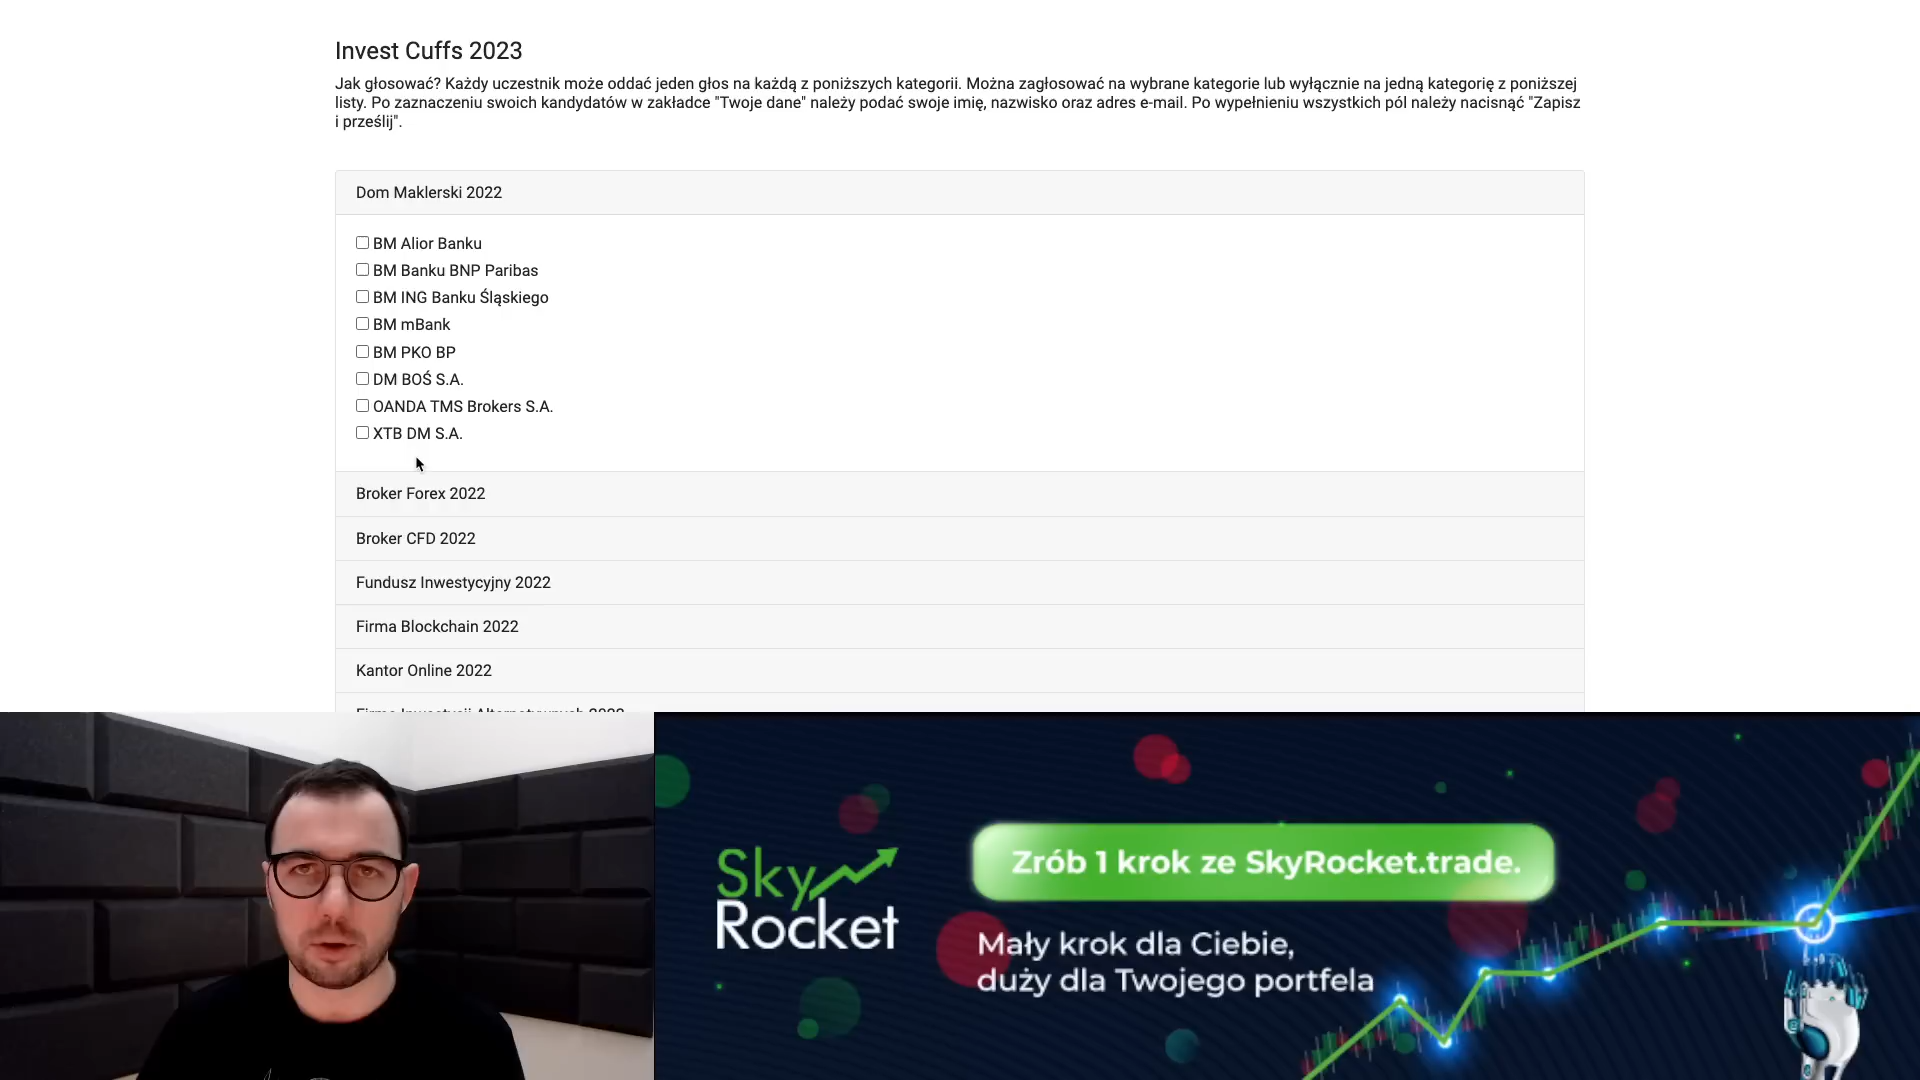 Invest Cuffs 2023
Jak głosować? Każdy uczestnik może oddać jeden głos na każdą z poniższych kategorii. Można zagłosować na wybrane kategorie lub wyłącznie na jedną kategorię z poniższej
listy. Po zaznaczeniu swoich kandydatów w zakładce "Twoje dane" należy podać swoje imię, nazwisko oraz adres e-mail. Po wypełnieniu wszystkich pól należy nacisnąć "Zapisz
i prześlij".
Dom Maklerski 2022
BM Alior Banku
BM Banku BNP Paribas
BM ING Banku Śląskiego
BM mBank
BM PKO BP
DM BOŚ S.A.
OANDA TMS Brokers S.A.
XTB DM S.A.
Broker Forex 2022
Broker CFD 2022
Fundusz Inwestycyjny 2022
Firma Blockchain 2022
Kantor Online 2022
Firma Inwestycji Alternatywnych 2022
Sky
Rocket
Zrób 1 krok ze SkyRocket.trade.
Mały krok dla Ciebie,
duży dla Twojego portfela